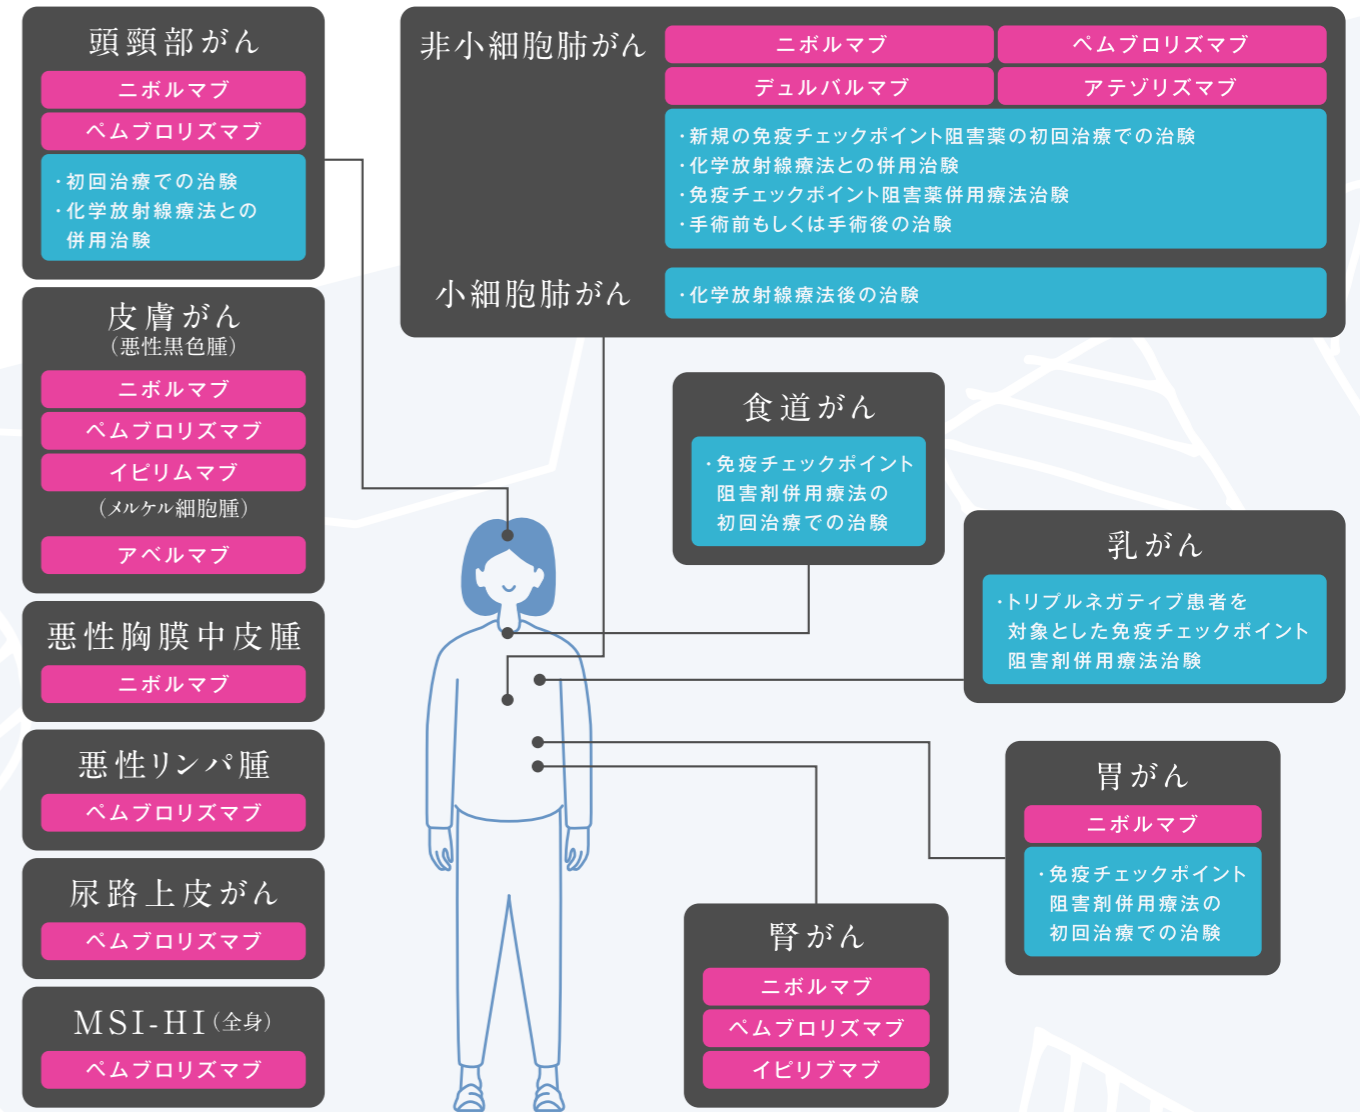 頭頸部がん
ニボルマブ
ペムブロリズマブ
・初回治療での治験
・化学放射線療法との
併用治験
皮膚がん
（悪性黒色腫）
ニボルマブ
ペムブロリズマブ
イピリムマブ
（メルケル細胞腫）
アベルマブ
悪性胸膜中皮腫
ニボルマブ
悪性リンパ腫
ペムブロリズマブ
尿路上皮がん
ペムブロリズマブ
MSI-HI（全身）
ペムブロリズマブ
非小細胞肺がん
ニボルマブ
ペムブロリズマブ
デュルバルマブ
アテゾリズマブ
・新規の免疫チェックポイント阻害薬の初回治療での治験
・化学放射線療法との併用治験
・免疫チェックポイント阻害薬併用療法治験
・手術前もしくは手術後の治験
小細胞肺がん
・化学放射線療法後の治験
食道がん
・免疫チェックポイント
阻害剤併用療法の
初回治療での治験
乳がん
・トリプルネガティブ患者を
対象とした免疫チェックポイント
阻害剤併用療法治験
胃がん
ニボルマブ
・免疫チェックポイント
阻害剤併用療法の
初回治療での治験
腎がん
ニボルマブ
ペムブロリズマブ
イピリブマブ